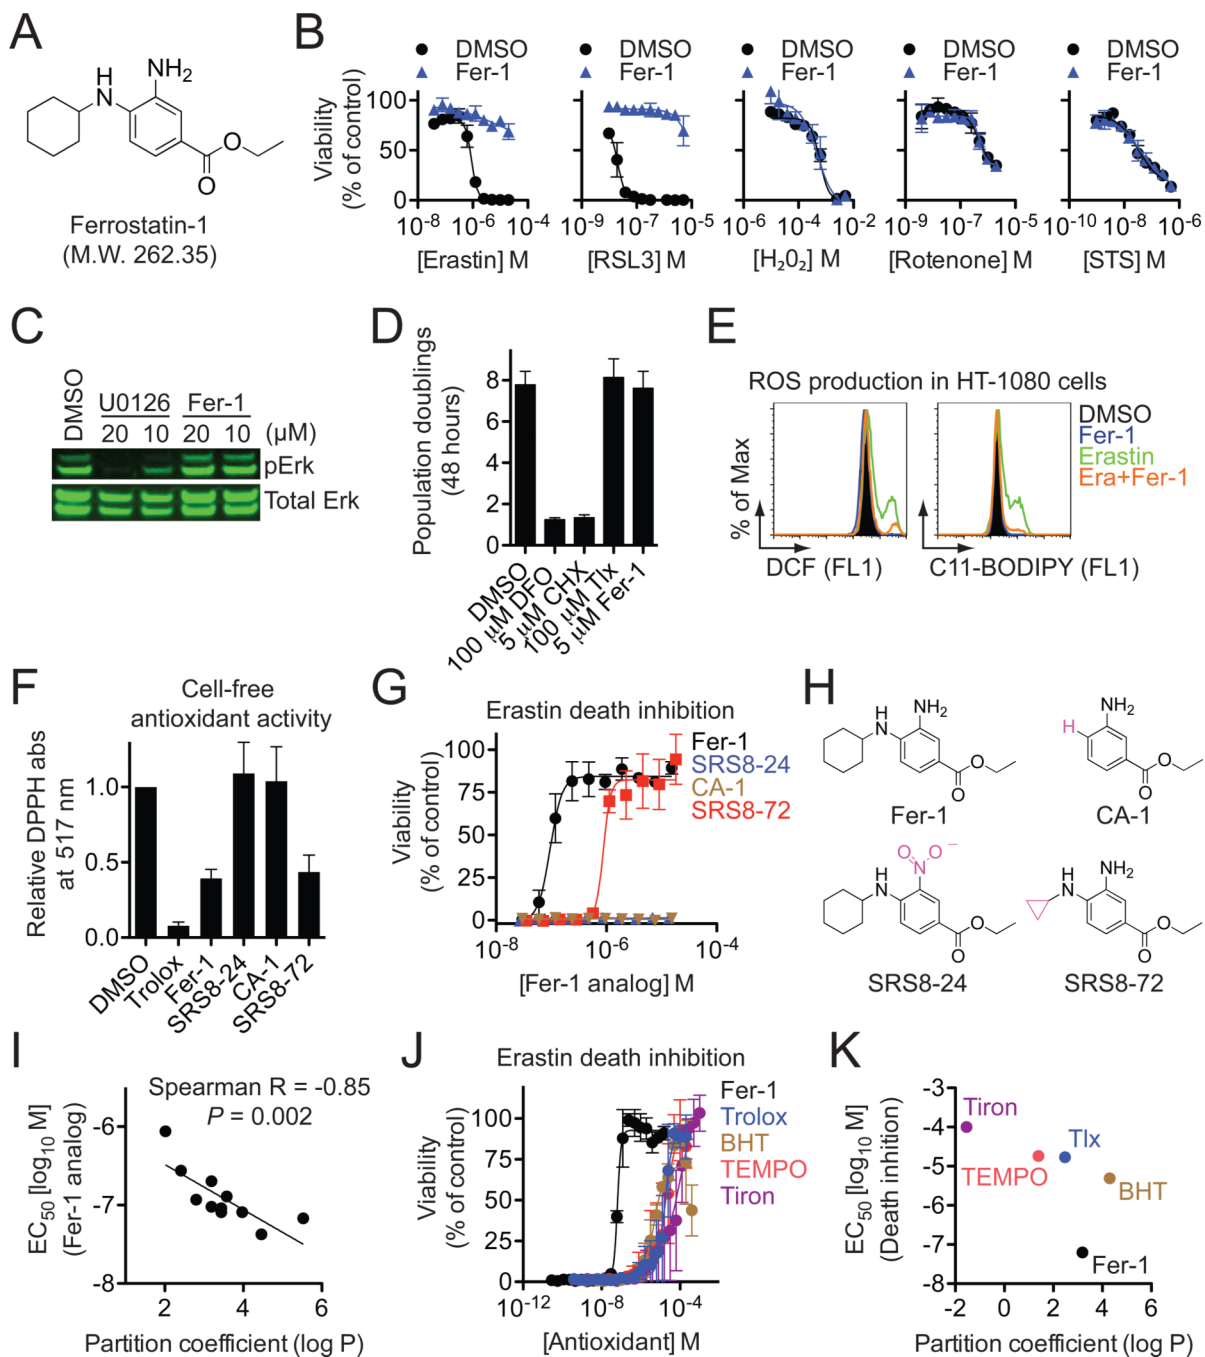 A
H
N
NH₂
O
O
Ferrostatin-1
(M.W. 262.35)
B
Viability
(% of control)
100
50
0
DMSO
Fer-1
10⁻⁸ 10⁻⁶ 10⁻⁴
[Erastin] M
DMSO
Fer-1
10⁻⁹ 10⁻⁷ 10⁻⁵
[RSL3] M
DMSO
Fer-1
10⁻⁶ 10⁻⁴ 10⁻²
[H₂0₂] M
DMSO
Fer-1
10⁻⁹ 10⁻⁷ 10⁻⁵
[Rotenone] M
DMSO
Fer-1
10⁻¹⁰ 10⁻⁸ 10⁻⁶
[STS] M
C
DMSO
U0126 Fer-1
20 10 20 10 (μM)
pErk
Total Erk
D
Population doublings
(48 hours)
8
6
4
2
0
DMSO
100 μM DFO
5 μM CHX
100 μM Tlx
5 μM Fer-1
E
ROS production in HT-1080 cells
% of Max
DCF (FL1)
C11-BODIPY (FL1)
DMSO
Fer-1
Erastin
Era+Fer-1
F
Cell-free
antioxidant activity
Relative DPPH abs
at 517 nm
1.0
0.5
0.0
DMSO
Trolox
Fer-1
SRS8-24
CA-1
SRS8-72
G
Erastin death inhibition
Viability
(% of control)
100
75
50
25
0
10⁻⁸ 10⁻⁶ 10⁻⁴
[Fer-1 analog] M
Fer-1
SRS8-24
CA-1
SRS8-72
H
H
N
NH₂
O
O
Fer-1
H
NH₂
O
O
CA-1
O N O⁻
H
N
O
O
SRS8-24
H
N
NH₂
O
O
SRS8-72
I
Spearman R = -0.85
P = 0.002
EC₅₀ [log₁₀ M]
(Fer-1 analog)
-6
-7
-8
2 4 6
Partition coefficient (log P)
J
Erastin death inhibition
Viability
(% of control)
100
75
50
25
0
10⁻¹² 10⁻⁸ 10⁻⁴
[Antioxidant] M
Fer-1
Trolox
BHT
TEMPO
Tiron
K
EC₅₀ [log₁₀ M]
(Death inhibition)
-3
-4
-5
-6
-7
-8
Tiron
TEMPO
Tlx
BHT
Fer-1
-2 0 2 4 6
Partition coefficient (log P)